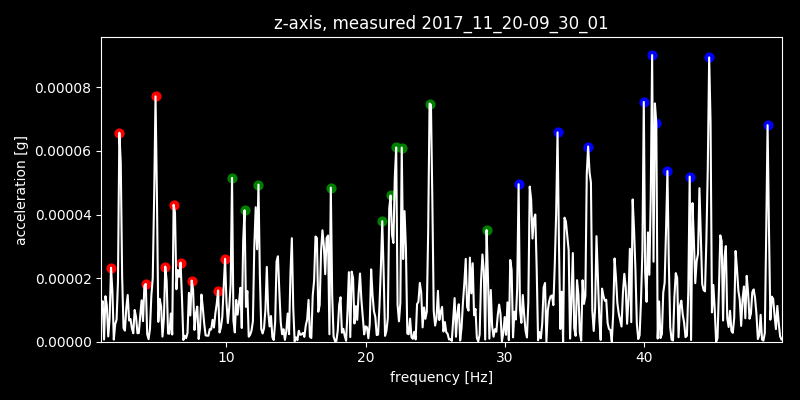 z-axis, measured 2017_11_20-09_30_01
0.00008
0.00006
0.00004
0.00002
0.00000
acceleration [g]
10 20 30 40
frequency [Hz]